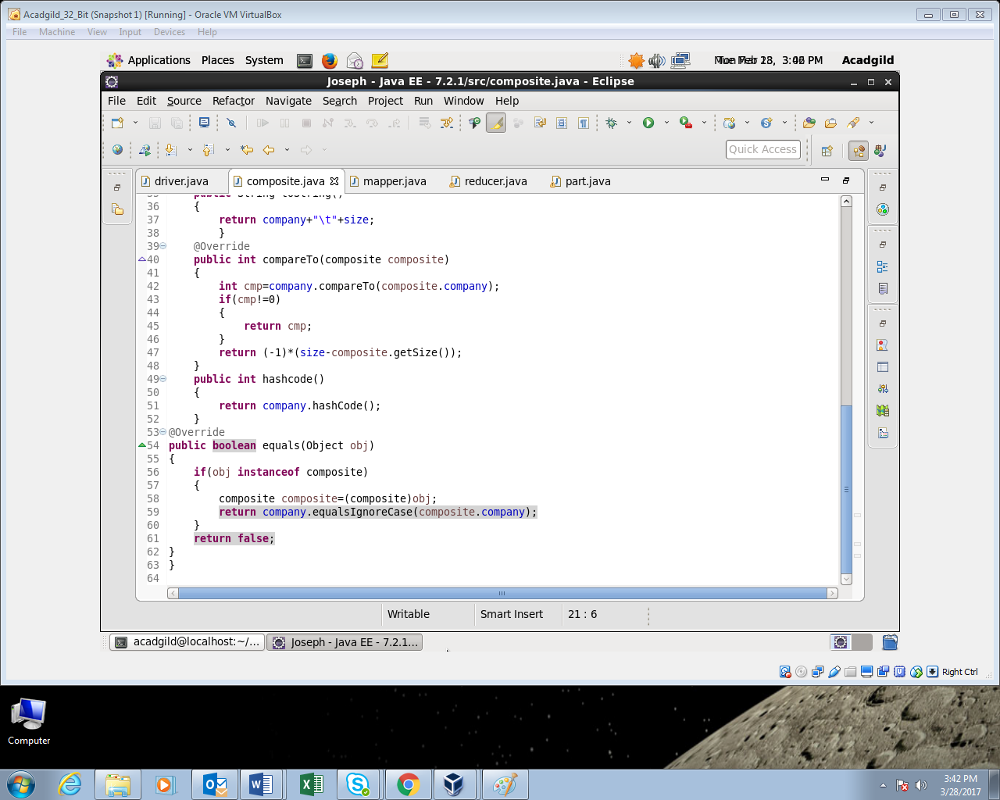 Acadgild_32_Bit (Snapshot 1) [Running] - Oracle VM VirtualBox
File Machine View Input Devices Help
Applications Places System
3:02 PM Acadgild
Joseph - Java EE - 7.2.1/src/composite.java - Eclipse
File Edit Source Refactor Navigate Search Project Run Window Help
Quick Access
driver.java composite.java mapper.java reducer.java part.java
36 {
37 return company+"\t"+size;
38 }
39 @Override
40 public int compareTo(composite composite)
41 {
42 int cmp=company.compareTo(composite.company);
43 if(cmp!=0)
44 {
45 return cmp;
46 }
47 return (-1)*(size-composite.getSize());
48 }
49 public int hashcode()
50 {
51 return company.hashCode();
52 }
53 @Override
54 public boolean equals(Object obj)
55 {
56 if(obj instanceof composite)
57 {
58 composite composite=(composite)obj;
59 return company.equalsIgnoreCase(composite.company);
60 }
61 return false;
62 }
63 }
64
Writable Smart Insert 21 : 6
acadgild@localhost:~/... Joseph - Java EE - 7.2.1...
Right Ctrl
Computer
3:42 PM
3/28/2017